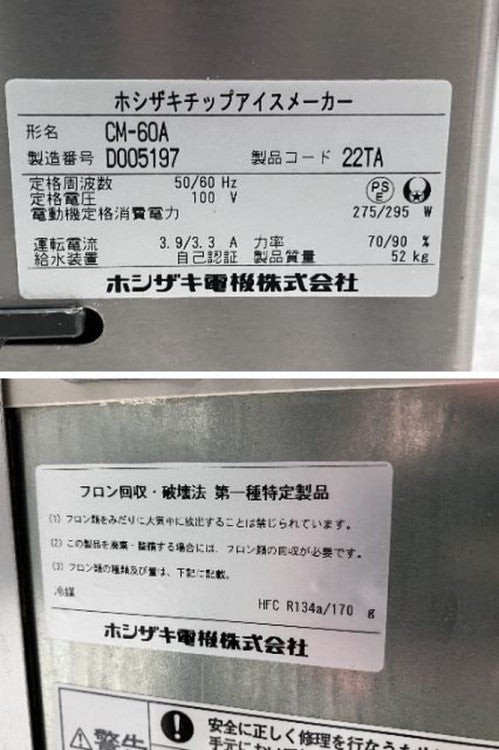 ホシザキチップアイスメーカー
形名 CM-60A
製造番号 D005197 製品コード 22TA
定格周波数 50/60 Hz
定格電圧 100 V
電動機定格消費電力 275/295 W
PSE
運転電流 3.9/3.3 A 力率 70/90 %
給水装置 自己認証 製品質量 52 kg
ホシザキ電機株式会社
フロン回収・破壊法 第一種特定製品
(1) フロン類をみだりに大気中に放出することは禁じられています。
(2) この製品を廃棄・整備する場合には、フロン類の回収が必要です。
(3) フロン類の種類及び量は、下記に記載。
冷媒 HFC R134a/170 g
ホシザキ電機株式会社
警告
安全に正しく修理を行なうため